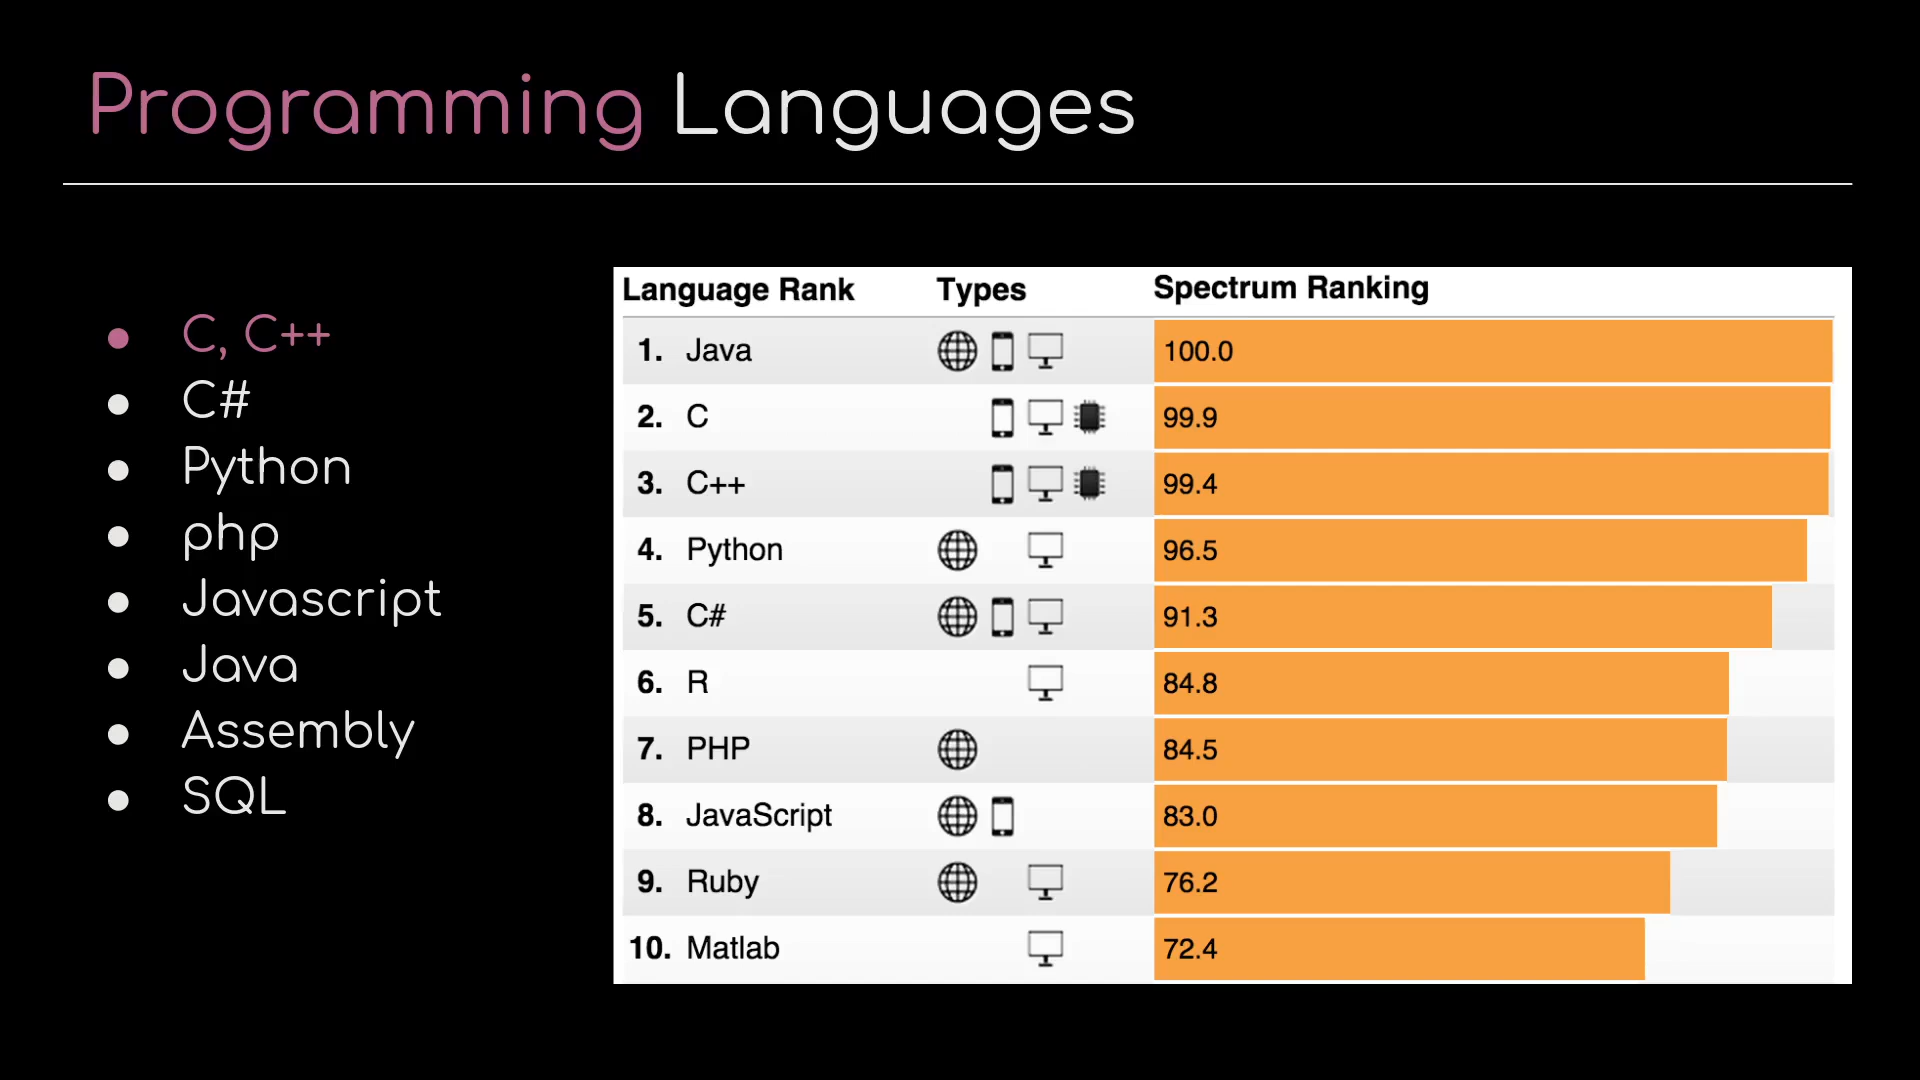 Programming Languages
C, C++
C#
Python
php
Javascript
Java
Assembly
SQL
Language Rank Types Spectrum Ranking
1. Java 100.0
2. C 99.9
3. C++ 99.4
4. Python 96.5
5. C# 91.3
6. R 84.8
7. PHP 84.5
8. JavaScript 83.0
9. Ruby 76.2
10. Matlab 72.4